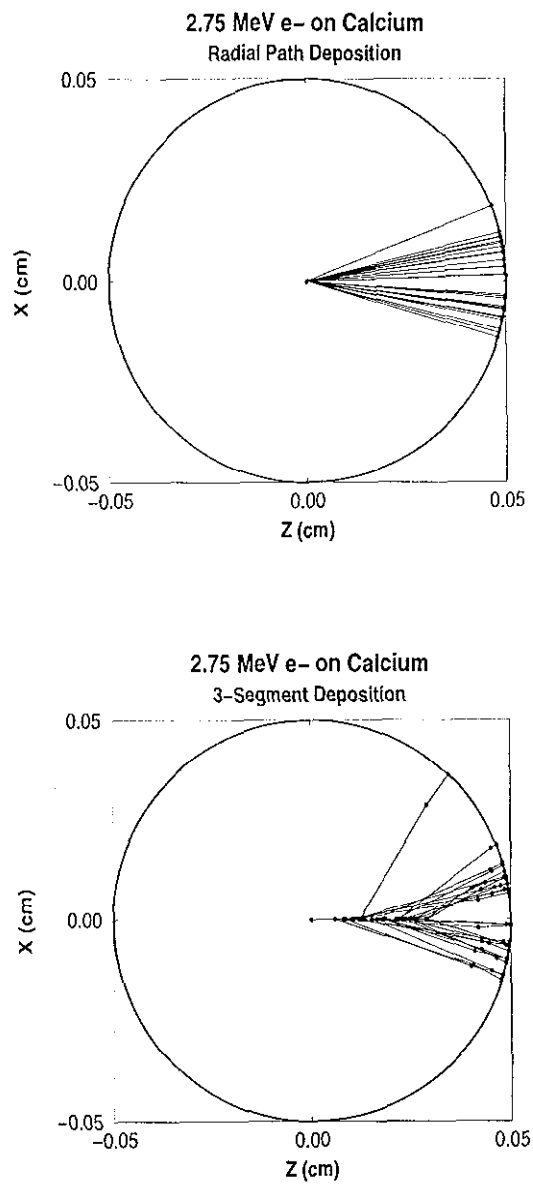 2.75 MeV e− on Calcium
Radial Path Deposition
0.05
X (cm)
0.00
−0.05
−0.05 0.00 0.05
Z (cm)
2.75 MeV e− on Calcium
3−Segment Deposition
0.05
X (cm)
0.00
−0.05
−0.05 0.00 0.05
Z (cm)